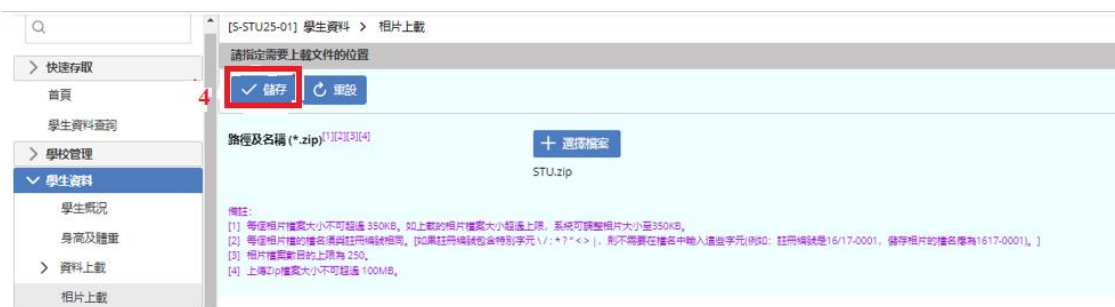 [S-STU25-01] 學生資料 > 相片上載
請指定需要上載文件的位置
快速存取
首頁
學生資料查詢
學校管理
學生資料
學生概況
身高及體重
資料上載
相片上載
4
儲存
重設
路徑及名稱 (*.zip)[1][2][3][4]
選擇檔案
STU.zip
備註:
[1] 每個相片檔案大小不可超過 350KB。如上載的相片檔案大小超過上限，系統可調整相片大小至350KB。
[2] 每個相片檔的檔名須與註冊編號相同。[如果註冊編號包含特別字元 \ / : * ? " < > |，則不需要在檔名中輸入這些字元(例如：註冊編號是16/17-0001，儲存相片的檔名應為1617-0001)。]
[3] 相片檔案數目的上限為 250。
[4] 上傳Zip檔案大小不可超過 100MB。